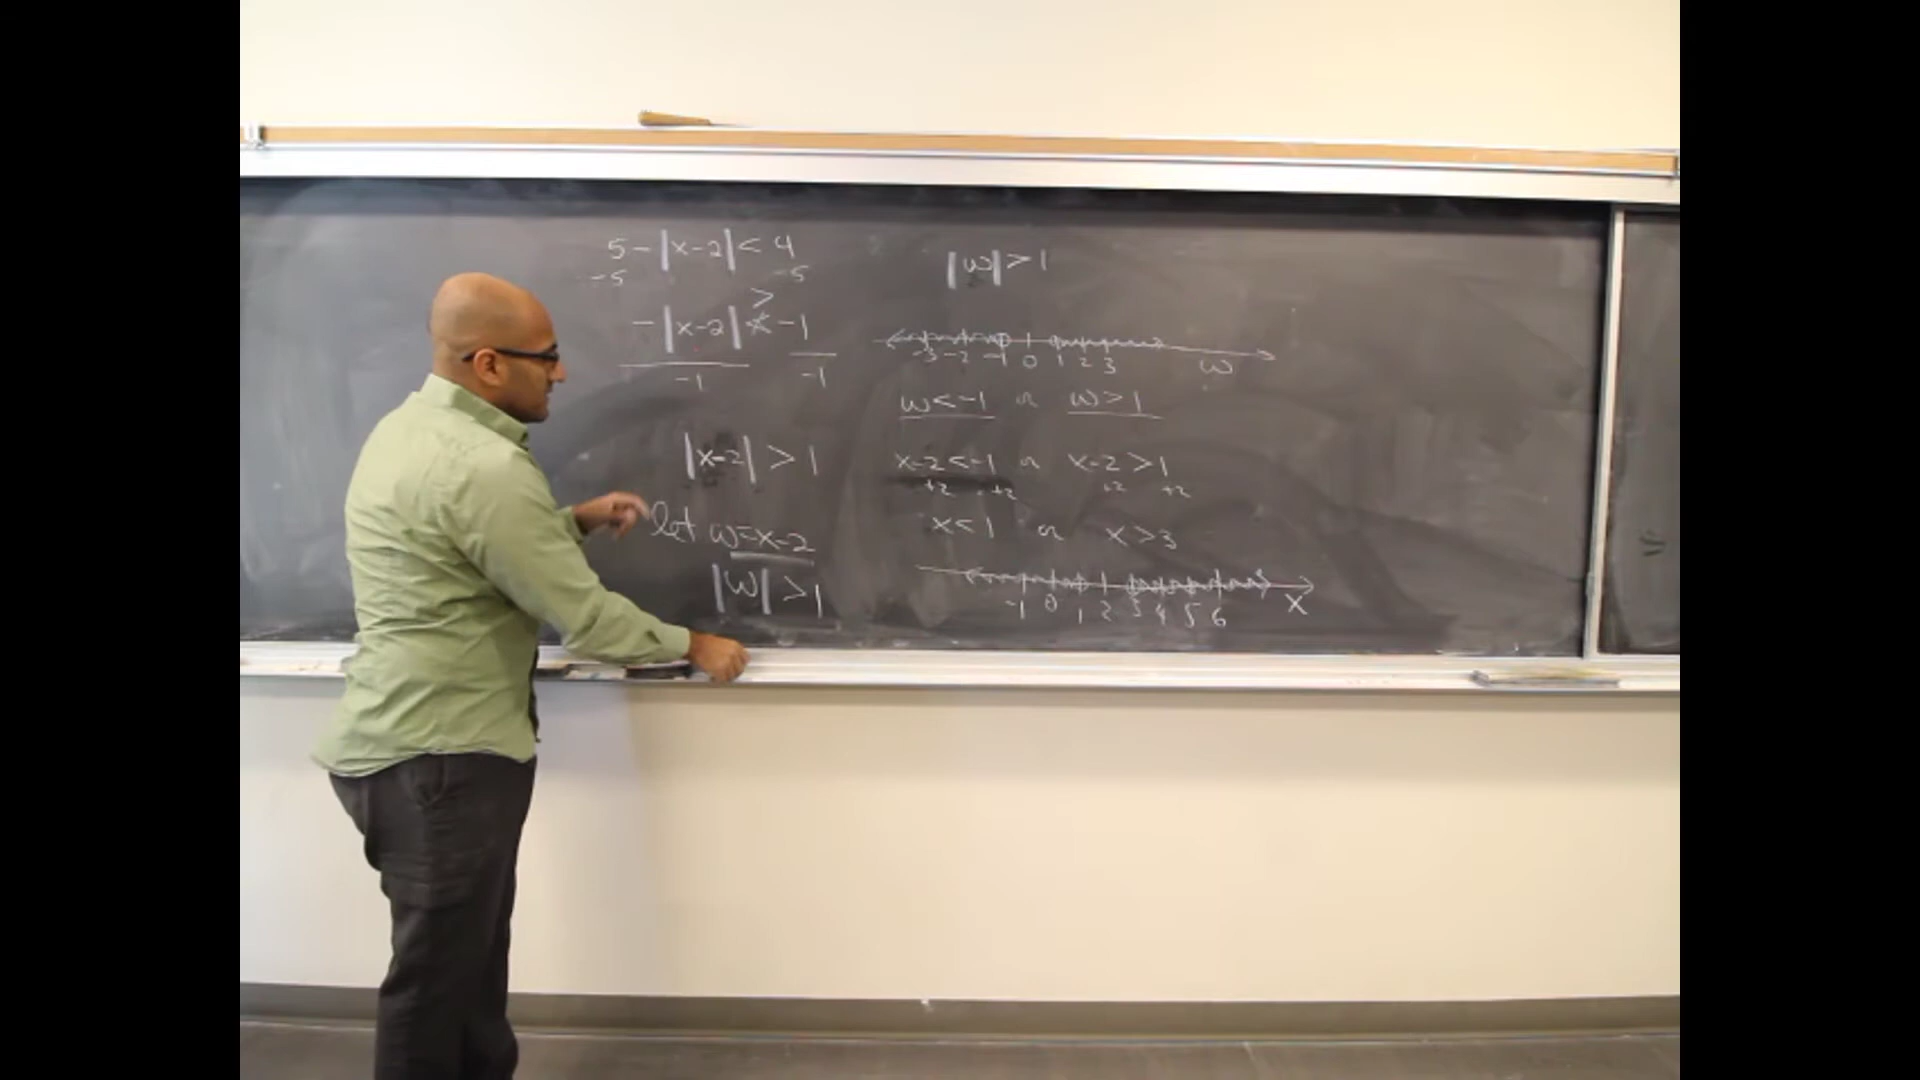 5-|x-2|< 4
-5 -5
>
-|x-2| < -1
-1 -1
|x-2| > 1
let w=x-2
|w| > 1
|w| > 1
-3 -2 -1 0 1 2 3 w
w < -1 or w > 1
x-2 < -1 or x-2 > 1
+2 +2 +2 +2
x < 1 or x > 3
-1 0 1 2 3 4 5 6 x